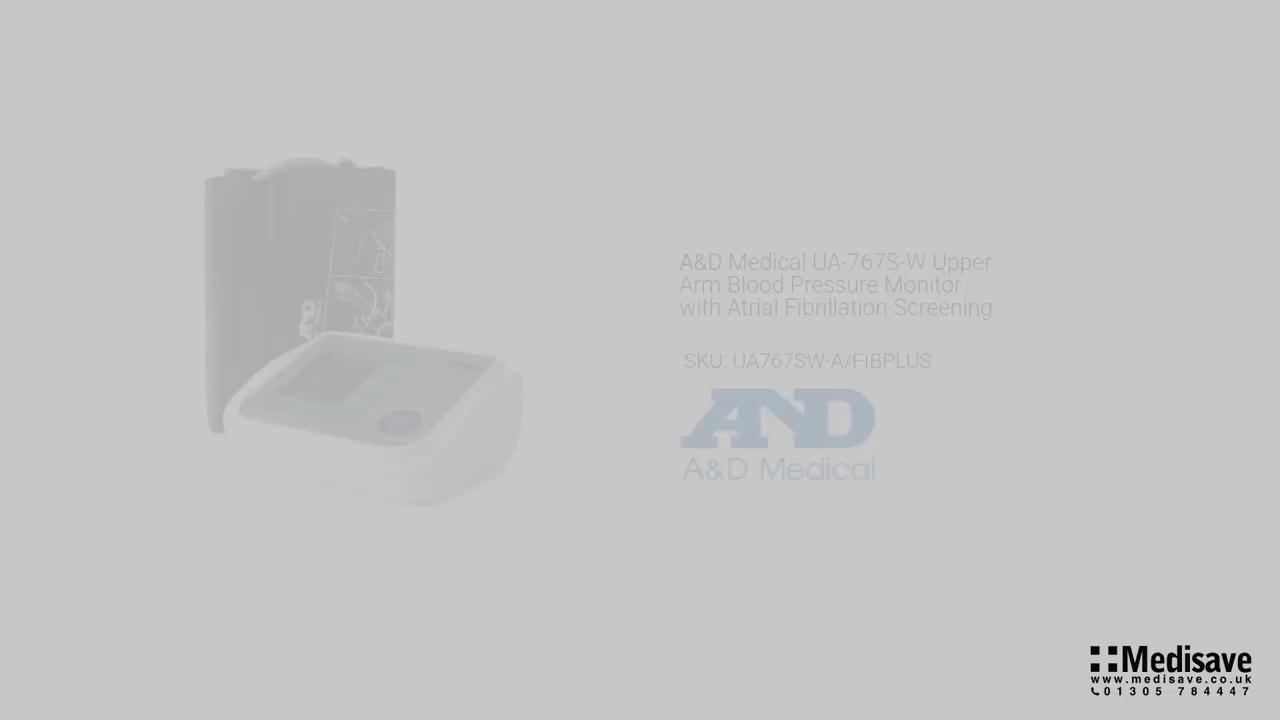 A&D Medical UA-767S-W Upper
Arm Blood Pressure Monitor
with Atrial Fibrillation Screening
SKU: UA767SW-A/FIBPLUS
AND
A&D Medical
Medisave
www.medisave.co.uk
01305 784447